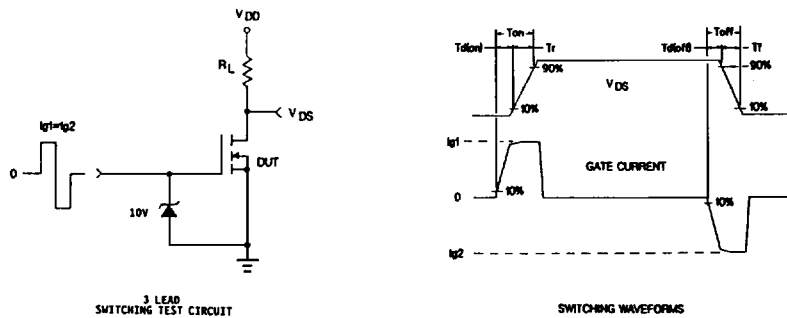 VDD
RL
VDS
Ig1=Ig2
0
DUT
10V
3 LEAD
SWITCHING TEST CIRCUIT
Ton
Toff
Td(on)
Tr
Td(off)
Tf
90%
90%
VDS
10%
10%
Ig1
GATE CURRENT
0
10%
10%
Ig2
SWITCHING WAVEFORMS